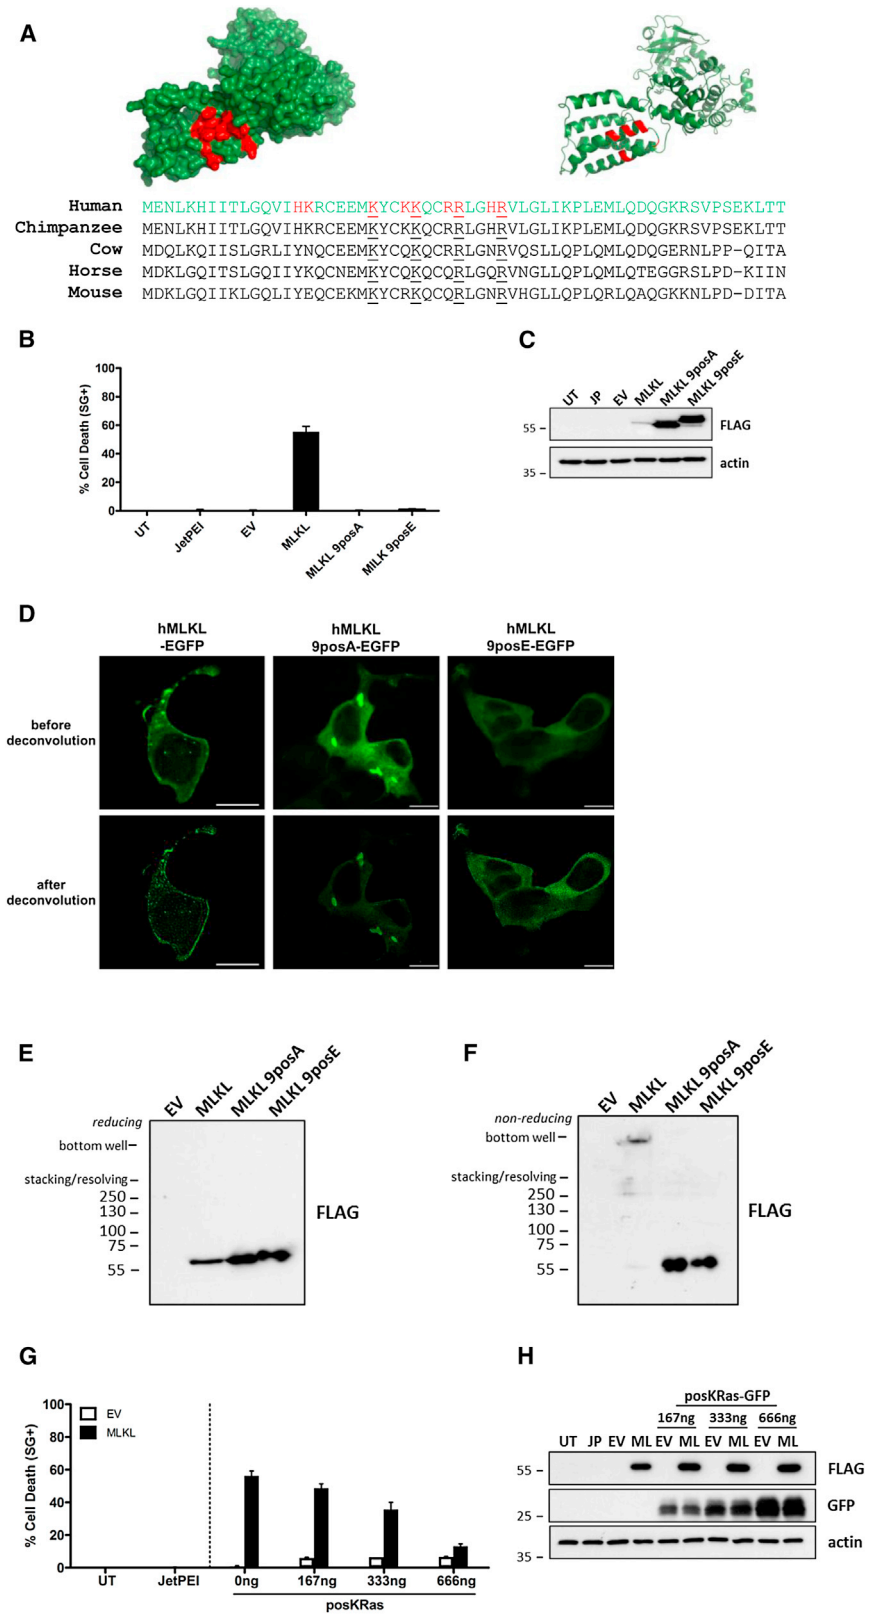 A
Human MENLKHIITLGQVIHKRCEEMKYCKKQCRRLGHRVLGLIKPLEMLQDQGKRSVPSEKLTT
Chimpanzee MENLKHIITLGQVIHKRCEEMKYCKKQCRRLGHRVLGLIKPLEMLQDQGKRSVPSEKLTT
Cow MDQLKQIISLGRLIYNQCEEMKYCKKQCRRLGNRVQSLLQPLQMLQDQGERNLPP-QITA
Horse MDKLGQITSLGQLIYKQCNEMKYCQKQCQRLGQRVNGLLQPLQMLQTEGGRSLPD-KIIN
Mouse MDKLGQIIKLGQLIYEQCEKMKYCRKQCQRLGNRVHGLLQPLQRLQAQGKKNLPD-DITA
B
% Cell Death (SG+)
100
80
60
40
20
0
UT
JetPEI
EV
MLKL
MLKL 9posA
MILK 9posE
C
UT JP EV MLKL MLKL 9posA MLKL 9posE
55 FLAG
35 actin
D
hMLKL -EGFP
hMLKL 9posA-EGFP
hMLKL 9posE-EGFP
before deconvolution
after deconvolution
E
EV MLKL MLKL 9posA MLKL 9posE
reducing
bottom well
stacking/resolving
250
130
100
75
55
FLAG
F
EV MLKL MLKL 9posA MLKL 9posE
non-reducing
bottom well
stacking/resolving
250
130
100
75
55
FLAG
G
% Cell Death (SG+)
100
80
60
40
20
0
EV
MLKL
UT JetPEI 0ng 167ng 333ng 666ng
posKRas
H
posKRas-GFP
167ng 333ng 666ng
UT JP EV ML EV ML EV ML EV ML
55 FLAG
25 GFP
35 actin